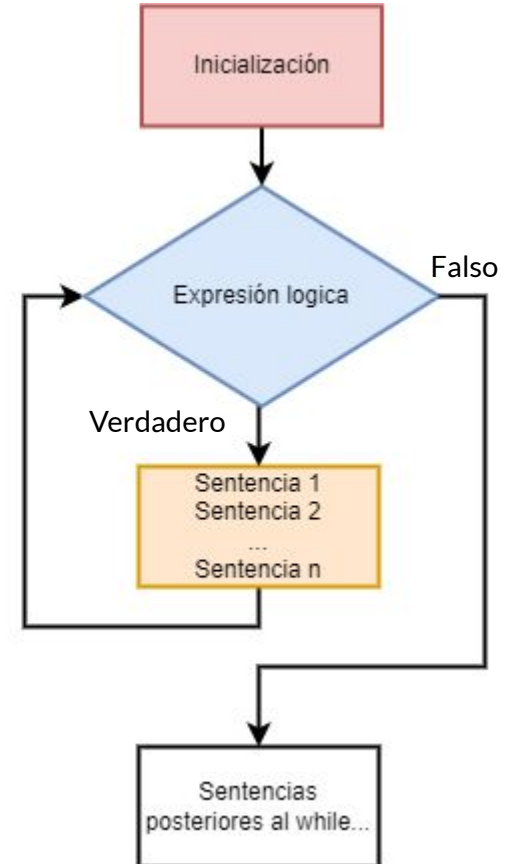 Inicialización
Expresión logica
Falso
Verdadero
Sentencia 1
Sentencia 2
...
Sentencia n
Sentencias
posteriores al while...